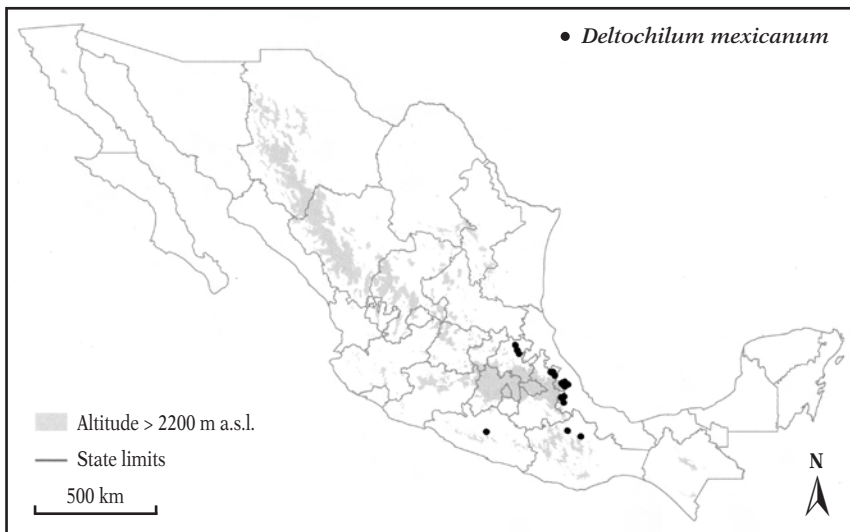 • Deltochilum mexicanum
Altitude > 2200 m a.s.l.
State limits
500 km
N